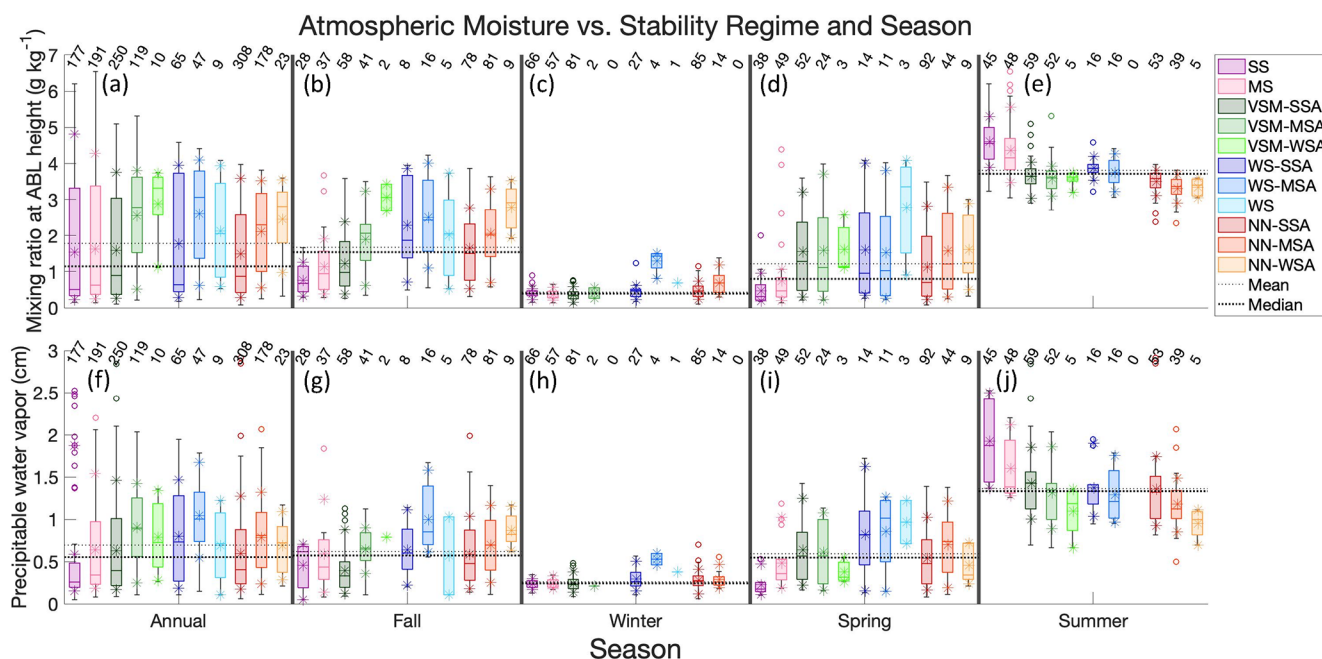 Atmospheric Moisture vs. Stability Regime and Season
Mixing ratio at ABL height (g kg⁻¹)
7
6
5
4
3
2
1
0
177 191 250 119 10 65 47 9 308 178 23
(a)
28 37 58 41 2 8 16 5 78 81 9
(b)
66 57 81 2 0 27 4 1 85 14 0
(c)
38 49 52 24 3 14 11 3 92 44 9
(d)
45 48 59 52 5 16 16 0 53 39 5
(e)
SS
MS
VSM-SSA
VSM-MSA
VSM-WSA
WS-SSA
WS-MSA
WS
NN-SSA
NN-MSA
NN-WSA
Mean
Median
Precipitable water vapor (cm)
3
2.5
2
1.5
1
0.5
0
177 191 250 119 10 65 47 9 308 178 23
(f)
28 37 58 41 2 8 16 5 78 81 9
(g)
66 57 81 2 0 27 4 1 85 14 0
(h)
38 49 52 24 3 14 11 3 92 44 9
(i)
45 48 59 52 5 16 16 0 53 39 5
(j)
Annual Fall Winter Spring Summer
Season